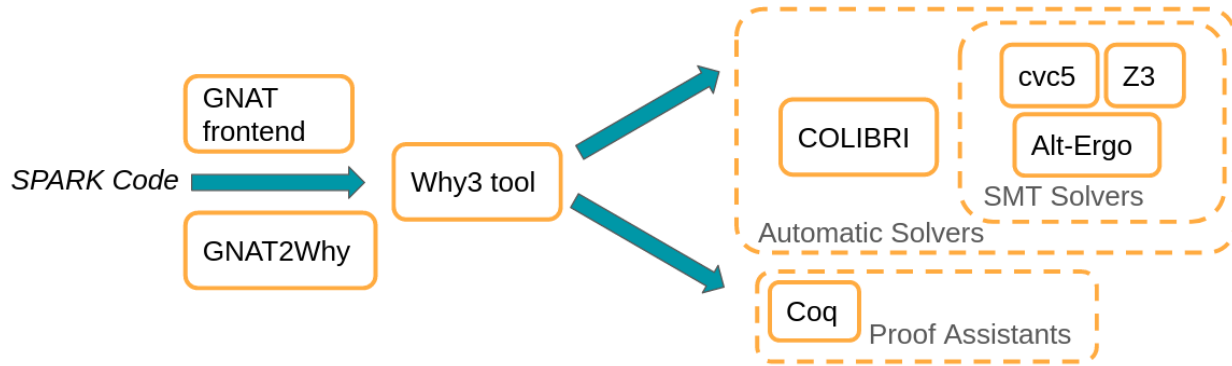 SPARK Code
GNAT
frontend
GNAT2Why
Why3 tool
COLIBRI
cvc5
Z3
Alt-Ergo
SMT Solvers
Automatic Solvers
Coq
Proof Assistants